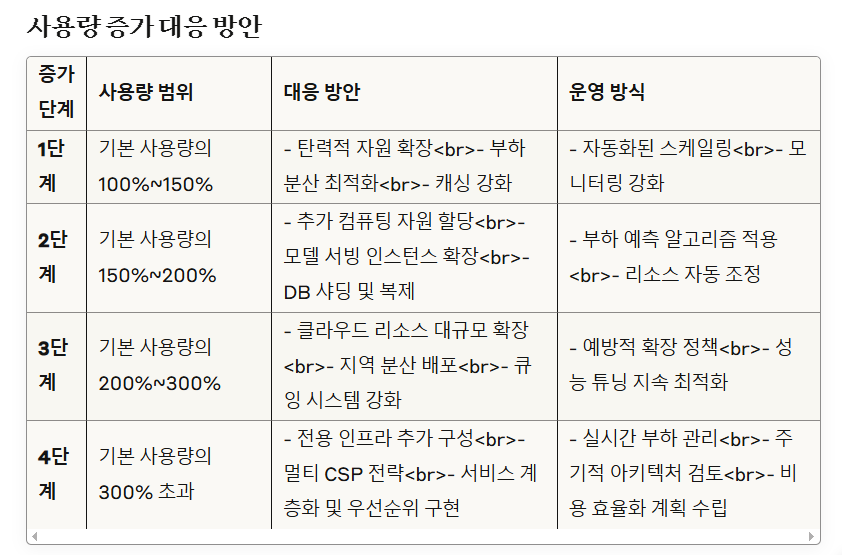 사용량 증가 대응 방안
증가
단계
사용량 범위
대응 방안
운영 방식
1단
계
기본 사용량의
100%~150%
- 탄력적 자원 확장<br>- 부하
분산 최적화<br>- 캐싱 강화
- 자동화된 스케일링<br>- 모
니터링 강화
2단
계
기본 사용량의
150%~200%
- 추가 컴퓨팅 자원 할당<br>-
모델 서빙 인스턴스 확장<br>-
DB 샤딩 및 복제
- 부하 예측 알고리즘 적용
<br>- 리소스 자동 조정
3단
계
기본 사용량의
200%~300%
- 클라우드 리소스 대규모 확장
<br>- 지역 분산 배포<br>- 큐
잉 시스템 강화
- 예방적 확장 정책<br>- 성
능 튜닝 지속 최적화
4단
계
기본 사용량의
300% 초과
- 전용 인프라 추가 구성<br>-
멀티 CSP 전략<br>- 서비스 계
층화 및 우선순위 구현
- 실시간 부하 관리<br>- 주
기적 아키텍처 검토<br>- 비
용 효율화 계획 수립